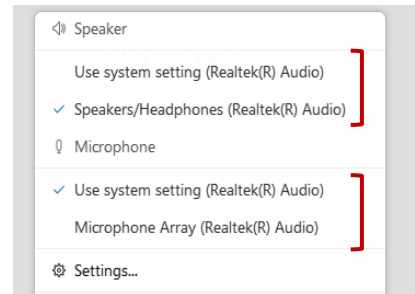 Speaker
Use system setting (Realtek(R) Audio)
Speakers/Headphones (Realtek(R) Audio)
Microphone
Use system setting (Realtek(R) Audio)
Microphone Array (Realtek(R) Audio)
Settings...